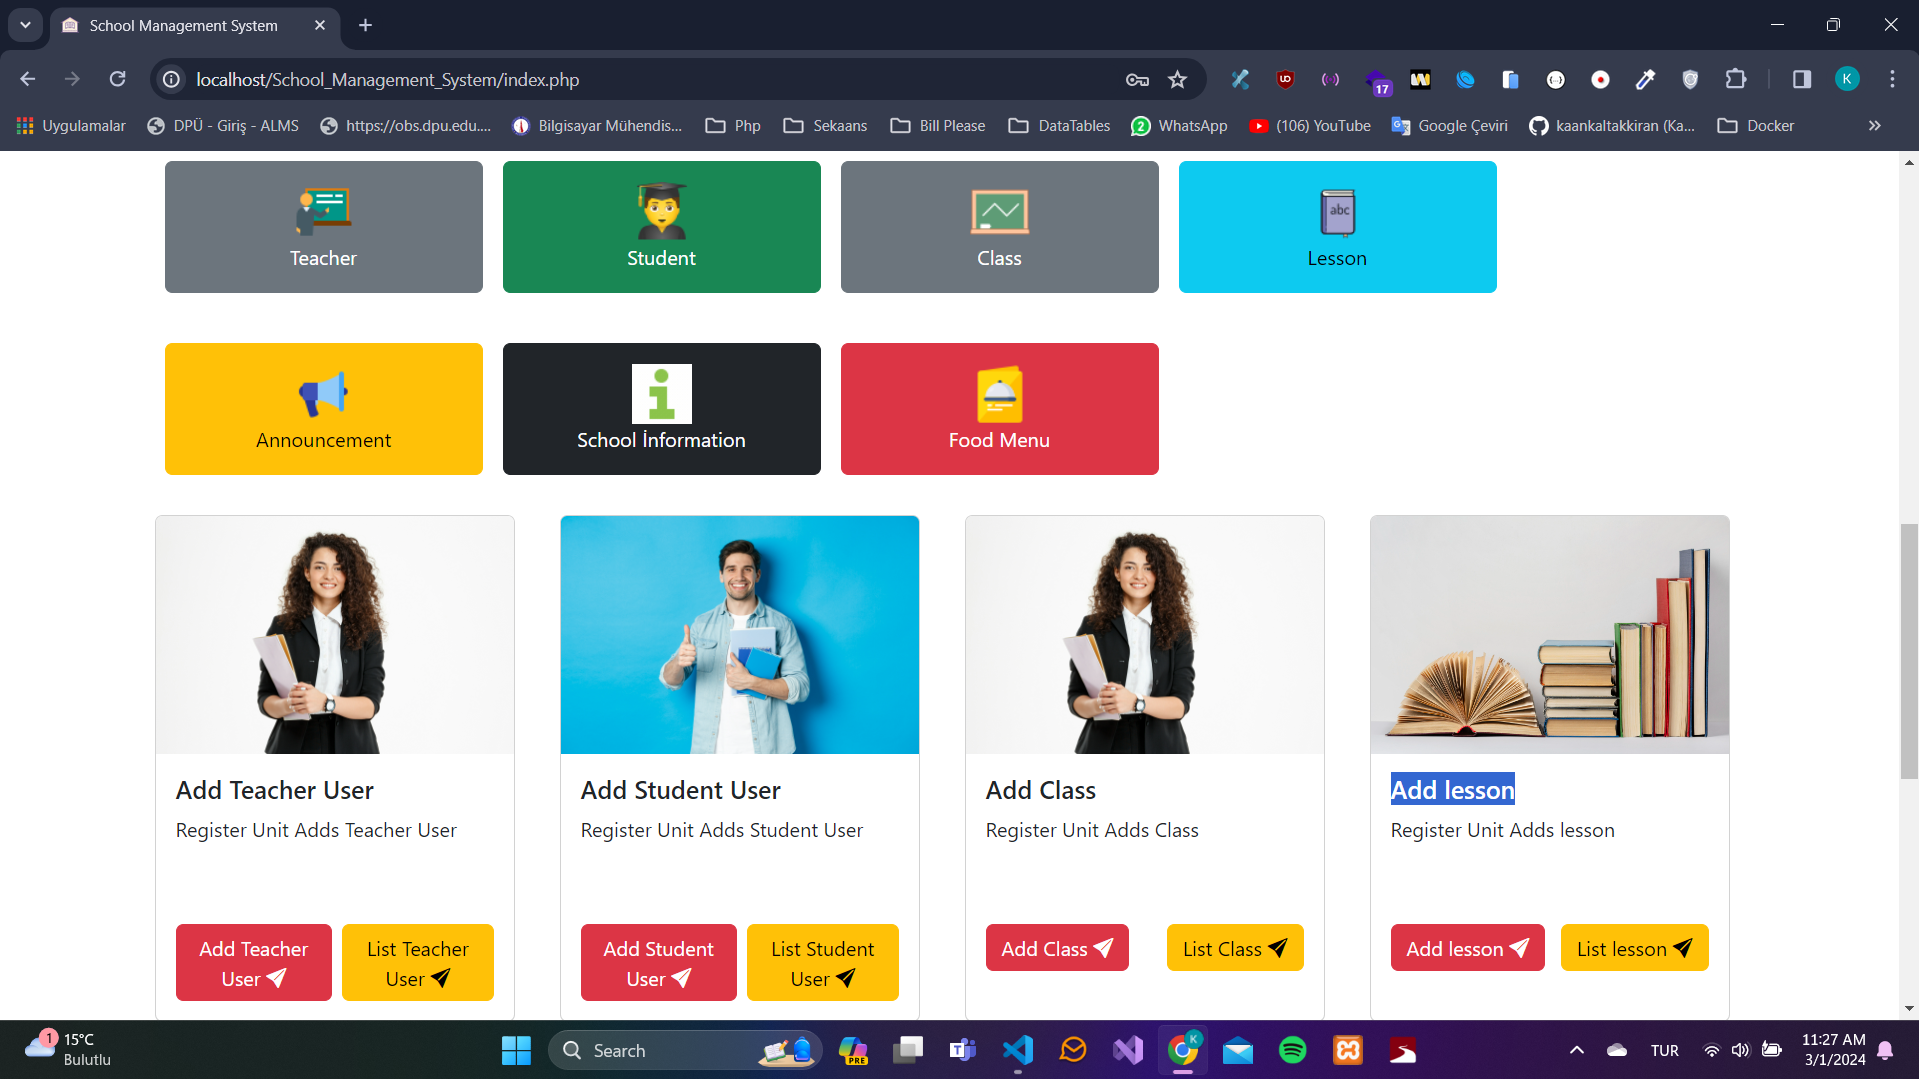 School Management System
localhost/School_Management_System/index.php
17
Uygulamalar
DPÜ - Giriş - ALMS
https://obs.dpu.edu....
Bilgisayar Mühendis...
Php
Sekaans
Bill Please
DataTables
2
WhatsApp
(106) YouTube
Google Çeviri
kaankaltakkiran (Ka...
Docker
K
Teacher
Student
Class
abc
Lesson
Announcement
School İnformation
Food Menu
Add Teacher User
Register Unit Adds Teacher User
Add Teacher
User
List Teacher
User
Add Student User
Register Unit Adds Student User
Add Student
User
List Student
User
Add Class
Register Unit Adds Class
Add Class
List Class
Add lesson
Register Unit Adds lesson
Add lesson
List lesson
1
15°C
Bulutlu
Search
PRE
K
TUR
11:27 AM
3/1/2024